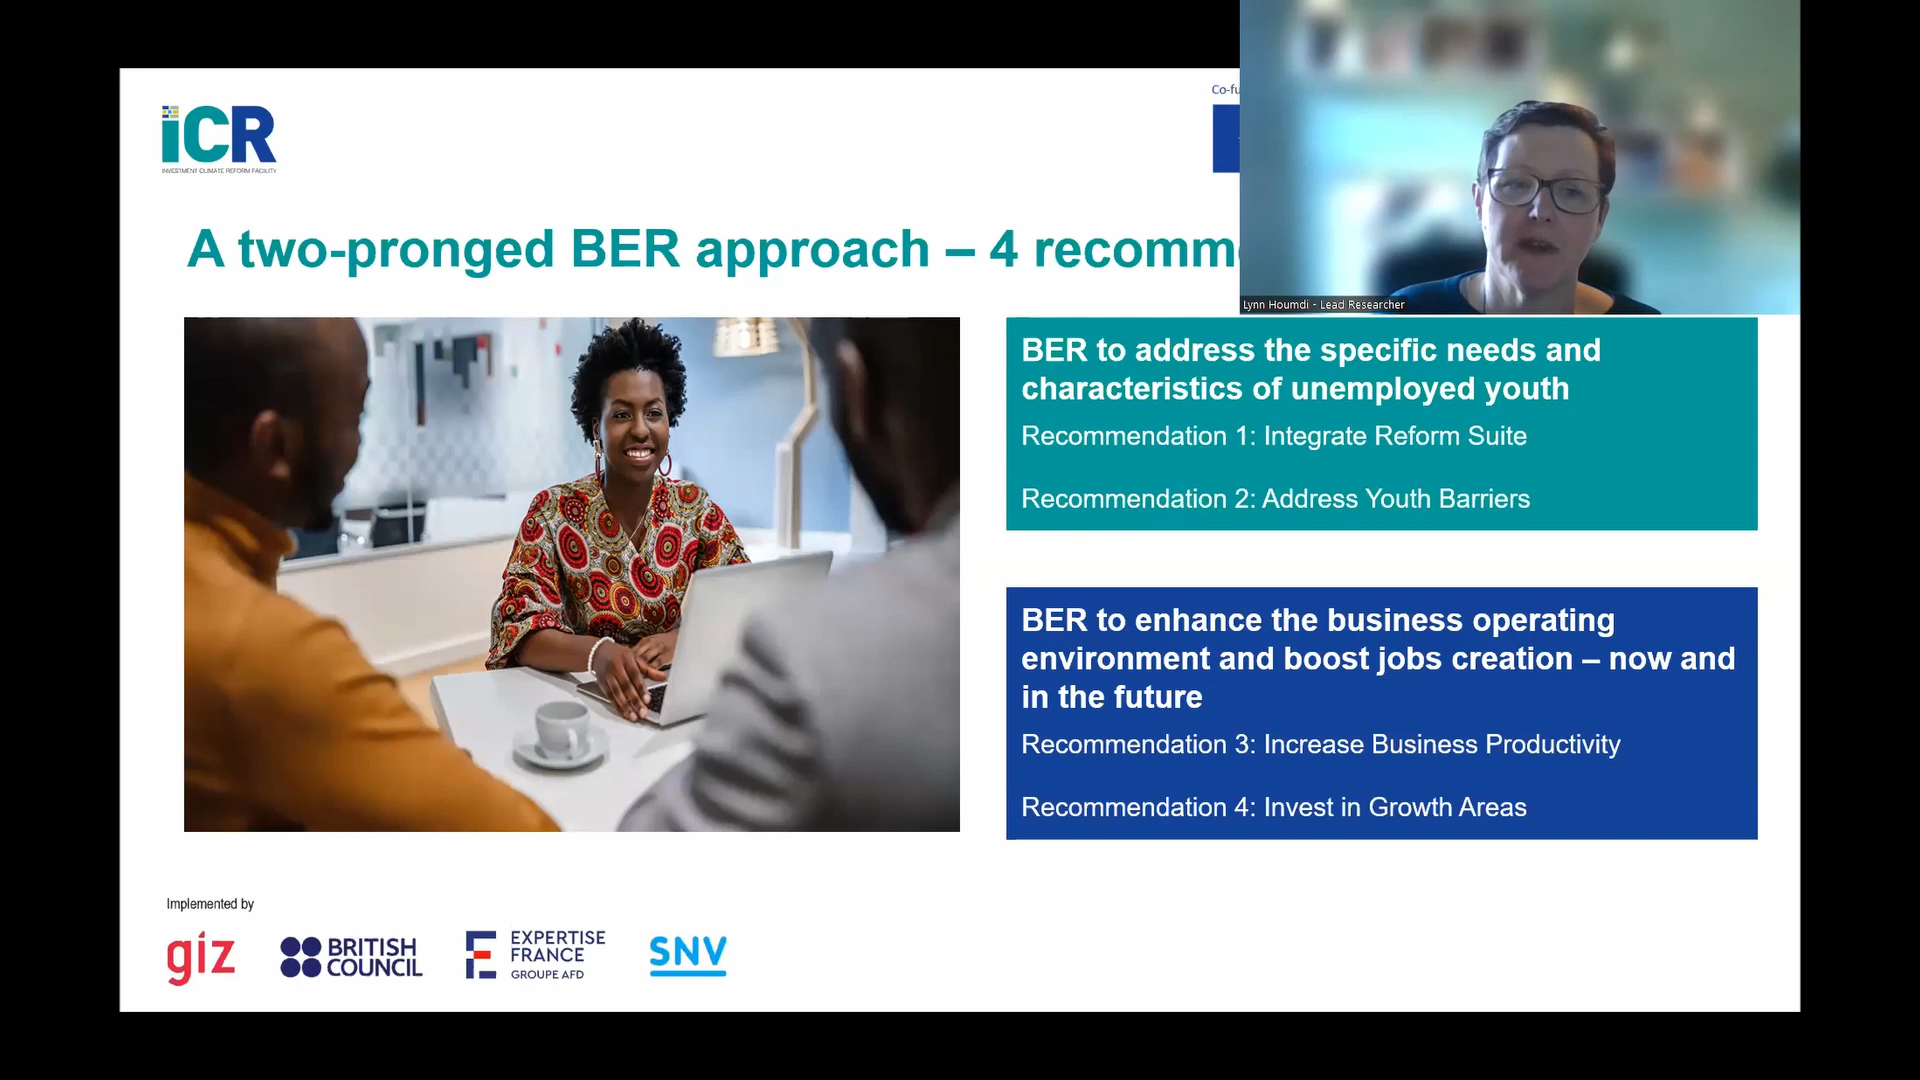 Co-fu
iCR
INVESTMENT CLIMATE REFORM FACILITY
A two-pronged BER approach – 4 recomm
Lynn Houmdi - Lead Researcher
BER to address the specific needs and
characteristics of unemployed youth
Recommendation 1: Integrate Reform Suite
Recommendation 2: Address Youth Barriers
BER to enhance the business operating
environment and boost jobs creation – now and
in the future
Recommendation 3: Increase Business Productivity
Recommendation 4: Invest in Growth Areas
Implemented by
giz
BRITISH
COUNCIL
EXPERTISE
FRANCE
GROUPE AFD
SNV